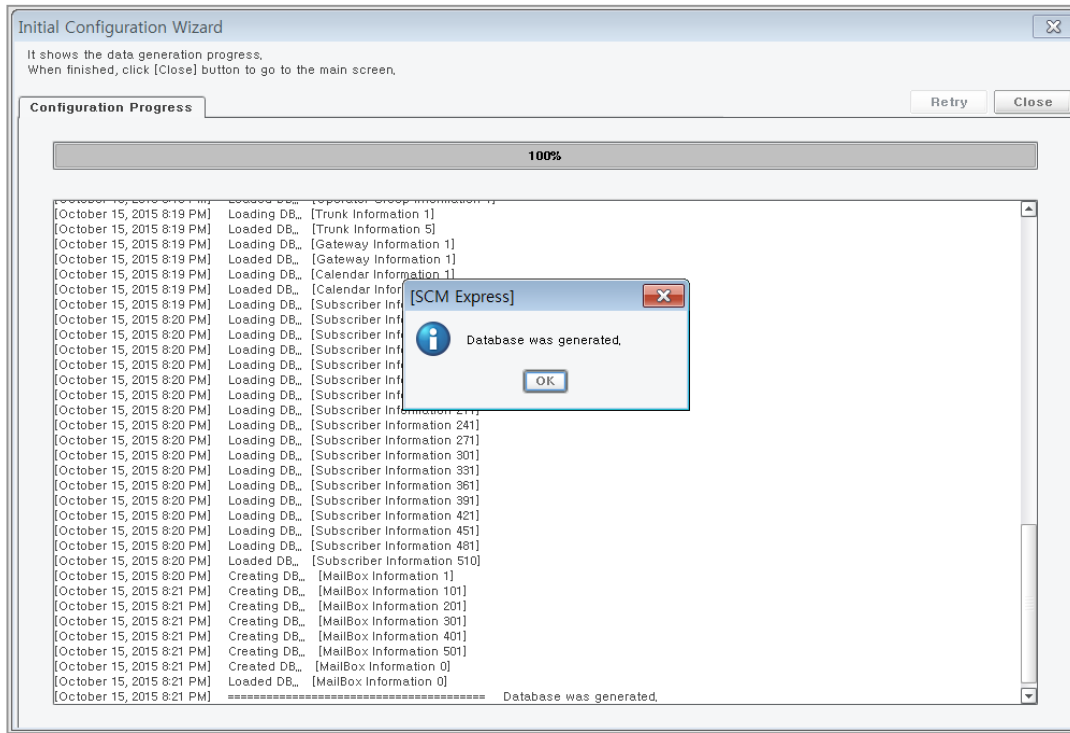 Initial Configuration Wizard
It shows the data generation progress,
When finished, click [Close] button to go to the main screen,
Configuration Progress
Retry
Close
100%
[October 15, 2015 8:19 PM] Loaded DB,,, [Operator Group Information 1]
[October 15, 2015 8:19 PM] Loading DB,,, [Trunk Information 1]
[October 15, 2015 8:19 PM] Loaded DB,,, [Trunk Information 5]
[October 15, 2015 8:19 PM] Loading DB,,, [Gateway Information 1]
[October 15, 2015 8:19 PM] Loaded DB,,, [Gateway Information 1]
[October 15, 2015 8:19 PM] Loading DB,,, [Calendar Information 1]
[October 15, 2015 8:19 PM] Loaded DB,,, [Calendar Infor
[October 15, 2015 8:19 PM] Loading DB,,, [Subscriber Inf
[October 15, 2015 8:20 PM] Loading DB,,, [Subscriber Inf
[October 15, 2015 8:20 PM] Loading DB,,, [Subscriber Inf
[October 15, 2015 8:20 PM] Loading DB,,, [Subscriber Inf
[October 15, 2015 8:20 PM] Loading DB,,, [Subscriber Inf
[October 15, 2015 8:20 PM] Loading DB,,, [Subscriber Inf
[October 15, 2015 8:20 PM] Loading DB,,, [Subscriber Inf
[October 15, 2015 8:20 PM] Loading DB,,, [Subscriber Information 211]
[October 15, 2015 8:20 PM] Loading DB,,, [Subscriber Information 241]
[October 15, 2015 8:20 PM] Loading DB,,, [Subscriber Information 271]
[October 15, 2015 8:20 PM] Loading DB,,, [Subscriber Information 301]
[October 15, 2015 8:20 PM] Loading DB,,, [Subscriber Information 331]
[October 15, 2015 8:20 PM] Loading DB,,, [Subscriber Information 361]
[October 15, 2015 8:20 PM] Loading DB,,, [Subscriber Information 391]
[October 15, 2015 8:20 PM] Loading DB,,, [Subscriber Information 421]
[October 15, 2015 8:20 PM] Loading DB,,, [Subscriber Information 451]
[October 15, 2015 8:20 PM] Loading DB,,, [Subscriber Information 481]
[October 15, 2015 8:20 PM] Loaded DB,,, [Subscriber Information 510]
[October 15, 2015 8:20 PM] Creating DB,,, [MailBox Information 1]
[October 15, 2015 8:21 PM] Creating DB,,, [MailBox Information 101]
[October 15, 2015 8:21 PM] Creating DB,,, [MailBox Information 201]
[October 15, 2015 8:21 PM] Creating DB,,, [MailBox Information 301]
[October 15, 2015 8:21 PM] Creating DB,,, [MailBox Information 401]
[October 15, 2015 8:21 PM] Creating DB,,, [MailBox Information 501]
[October 15, 2015 8:21 PM] Created DB,,, [MailBox Information 0]
[October 15, 2015 8:21 PM] Loaded DB,,, [MailBox Information 0]
[October 15, 2015 8:21 PM] ======================================== Database was generated,
[SCM Express]
Database was generated,
OK